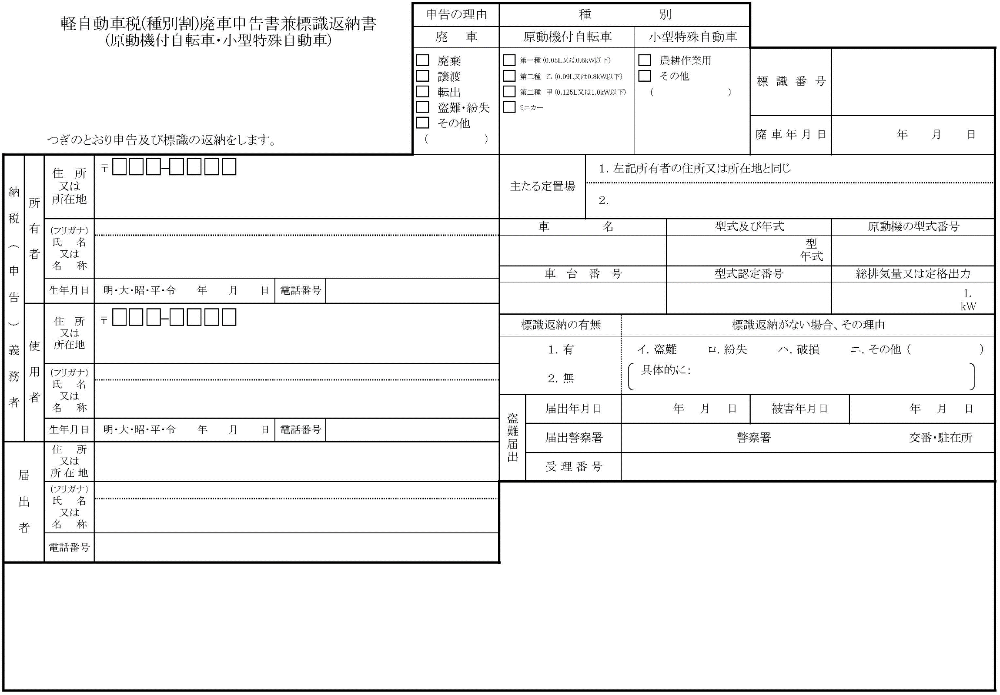 軽自動車税(種別割)廃車申告書兼標識返納書
(原動機付自転車・小型特殊自動車)
つぎのとおり申告及び標識の返納をします。
申告の理由
種 別
廃 車
原動機付自転車
小型特殊自動車
□ 廃棄
□ 譲渡
□ 転出
□ 盗難・紛失
□ その他
( )
□ 第一種 (0.05L又は0.6kW以下)
□ 第二種 乙 (0.09L又は0.8kW以下)
□ 第二種 甲 (0.125L又は1.0kW以下)
□ ミニカー
□ 農耕作業用
□ その他
( )
標識番号
廃車年月日
年 月 日
納税(申告)義務者
所有者
住 所
又は
所在地
〒□□□-□□□□
(フリガナ)
氏 名
又は
名 称
生年月日
明・大・昭・平・令 年 月 日
電話番号
使用者
住 所
又は
所在地
〒□□□-□□□□
(フリガナ)
氏 名
又は
名 称
生年月日
明・大・昭・平・令 年 月 日
電話番号
届出者
住 所
又は
所在地
(フリガナ)
氏 名
又は
名 称
電話番号
主たる定置場
1. 左記所有者の住所又は所在地と同じ
2.
車 名
型式及び年式
原動機の型式番号
型
年式
車台番号
型式認定番号
総排気量又は定格出力
L
kW
標識返納の有無
標識返納がない場合、その理由
1. 有
2. 無
イ. 盗難 ロ. 紛失 ハ. 破損 ニ. その他 ( )
具体的に:
盗難届出
届出年月日
年 月 日
被害年月日
年 月 日
届出警察署
警察署
交番・駐在所
受理番号